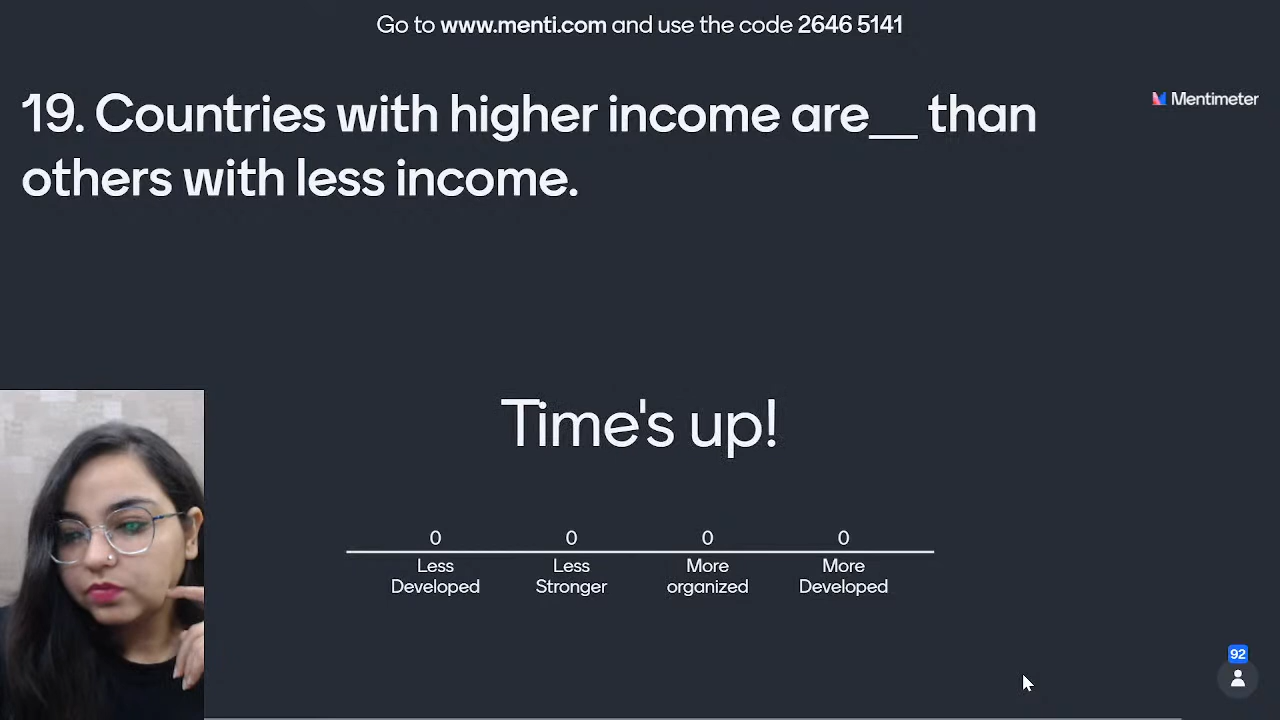 Go to www.menti.com and use the code 2646 5141
19. Countries with higher income are__ than
others with less income.
Mentimeter
Time's up!
0 0 0 0
Less Less More More
Developed Stronger organized Developed
92